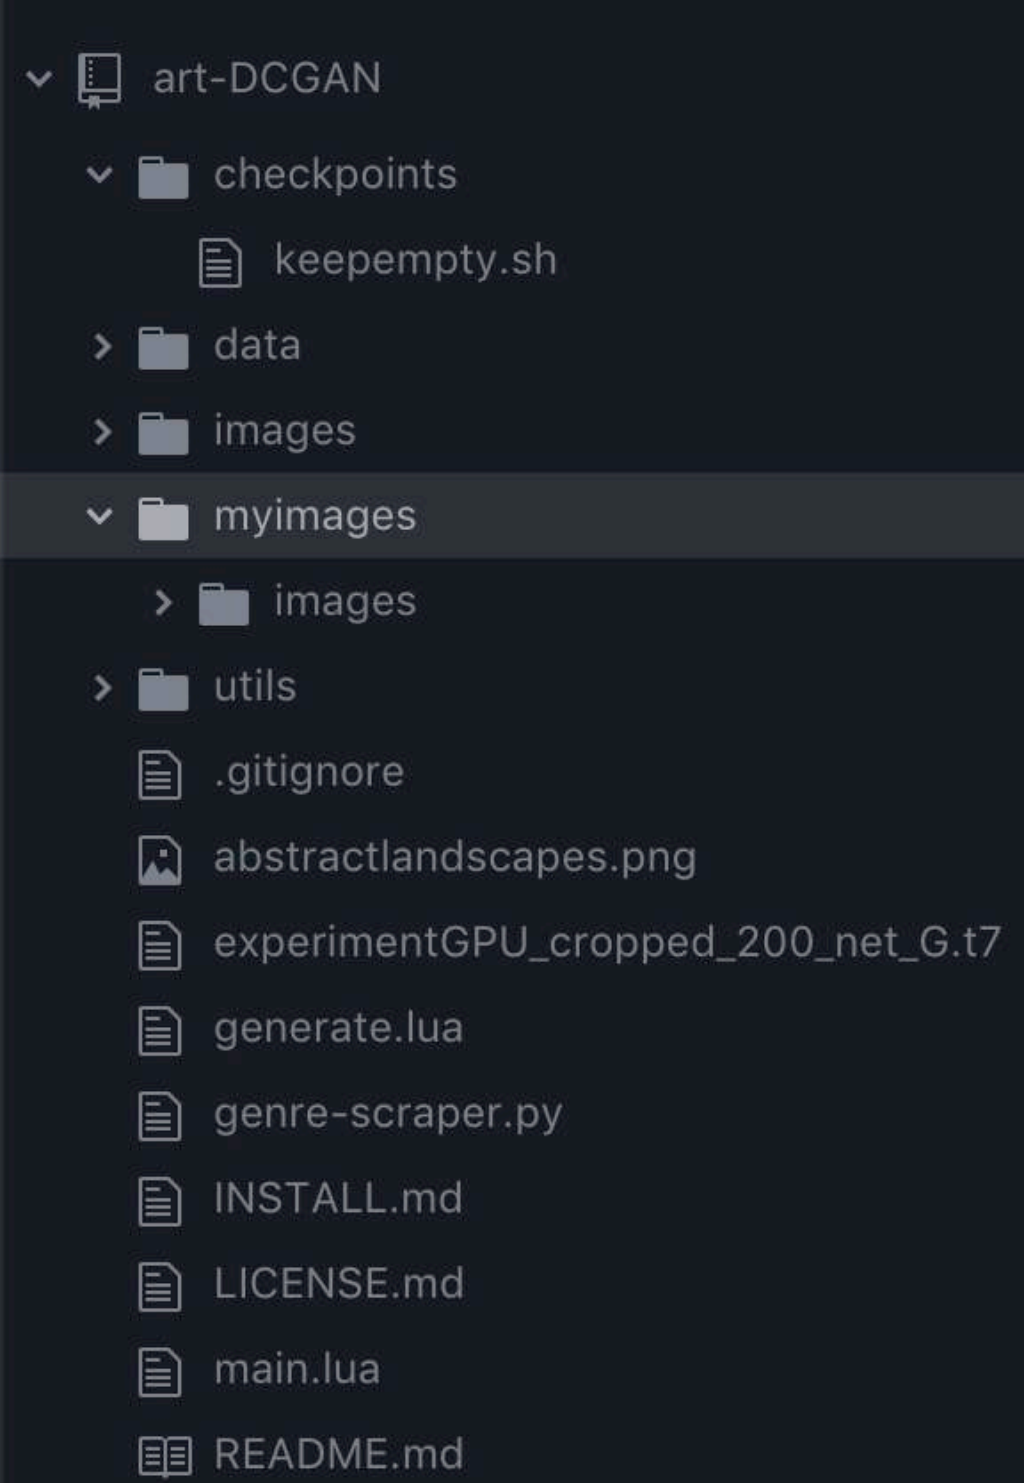 art-DCGAN
checkpoints
keepempty.sh
data
images
myimages
images
utils
.gitignore
abstractlandscapes.png
experimentGPU_cropped_200_net_G.t7
generate.lua
genre-scraper.py
INSTALL.md
LICENSE.md
main.lua
README.md